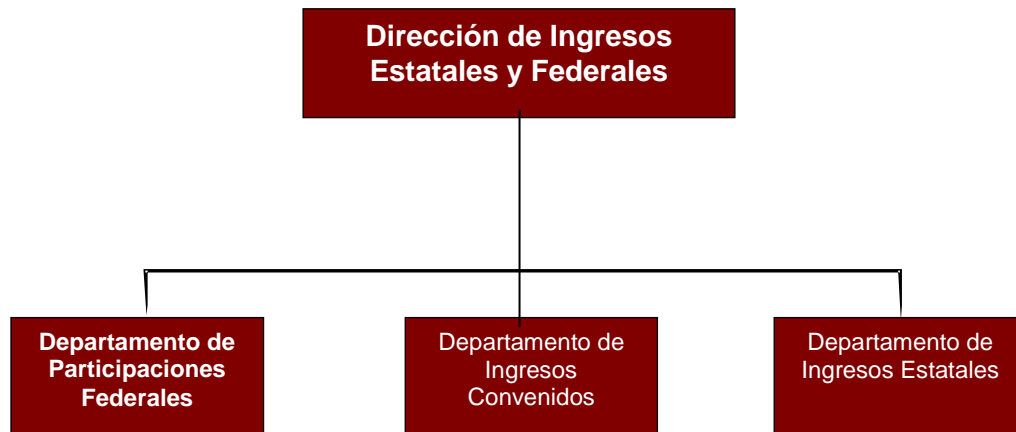 Dirección de Ingresos
Estatales y Federales
Departamento de
Participaciones
Federales
Departamento de
Ingresos
Convenidos
Departamento de
Ingresos Estatales